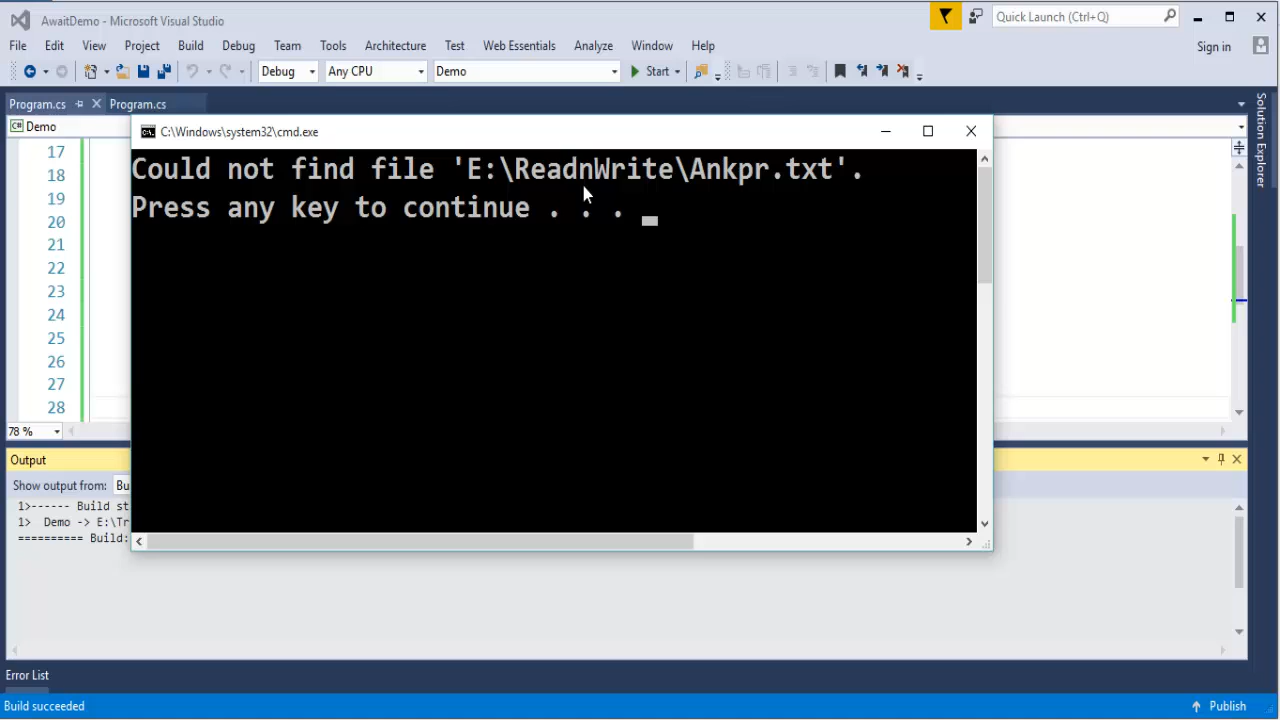 AwaitDemo - Microsoft Visual Studio
Quick Launch (Ctrl+Q)
File Edit View Project Build Debug Team Tools Architecture Test Web Essentials Analyze Window Help
Sign in
Debug Any CPU Demo Start
Program.cs Program.cs
C# Demo
C:\Windows\system32\cmd.exe
Could not find file 'E:\ReadnWrite\Ankpr.txt'.
Press any key to continue . . .
17
18
19
20
21
22
23
24
25
26
27
28
78 %
Solution Explorer
Output
Show output from: Bu
1>------ Build st
1> Demo -> E:\Tr
========== Build:
Error List
Build succeeded
Publish